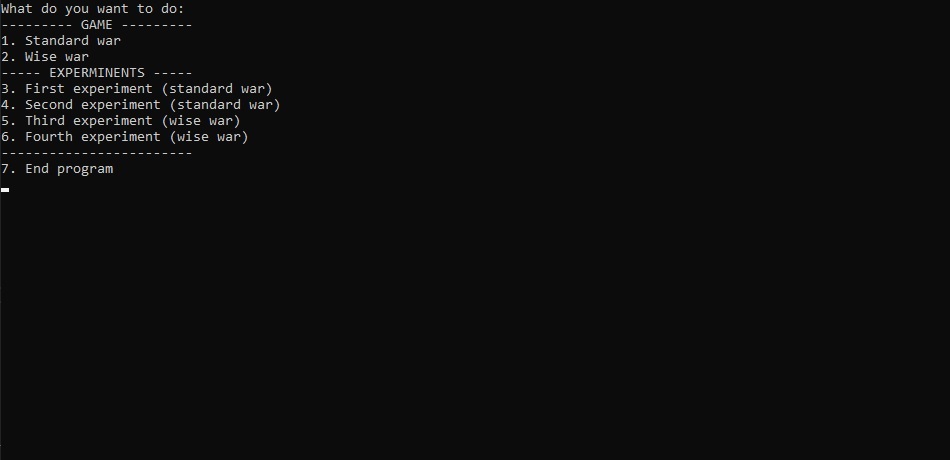 What do you want to do:
--------- GAME ---------
1. Standard war
2. Wise war
----- EXPERMINENTS -----
3. First experiment (standard war)
4. Second experiment (standard war)
5. Third experiment (wise war)
6. Fourth experiment (wise war)
------------------------
7. End program